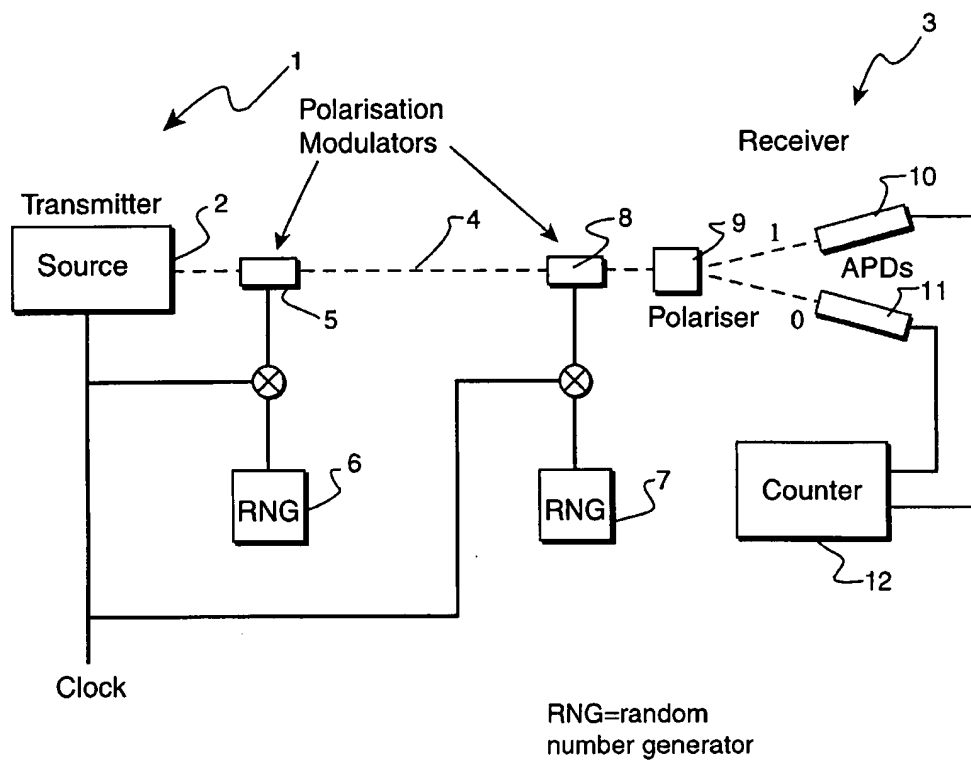 1
3
Polarisation
Modulators
Receiver
Transmitter
2
Source
5
4
8
9
Polariser
1
0
10
APDs
11
6
RNG
7
RNG
Counter
12
Clock
RNG=random
number generator